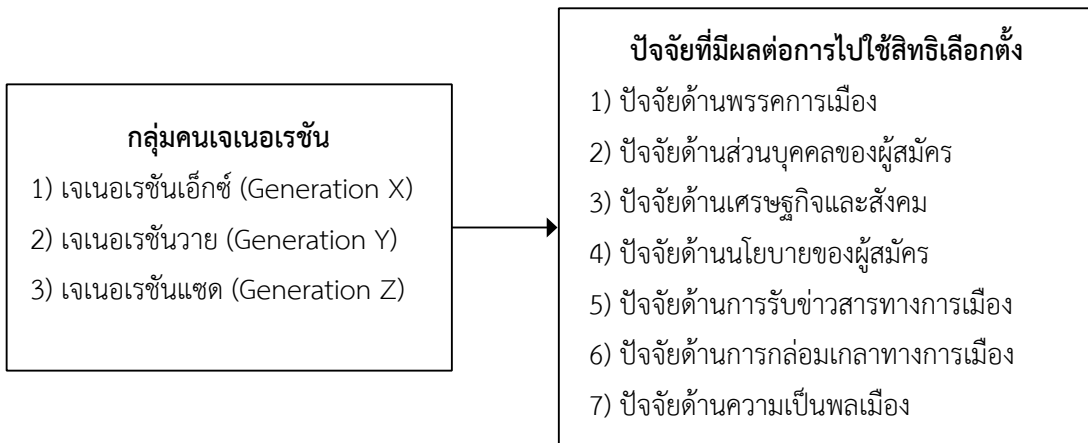 กลุ่มคนเจเนอเรชัน
1) เจเนอเรชันเอ็กซ์ (Generation X)
2) เจเนอเรชันวาย (Generation Y)
3) เจเนอเรชันแซด (Generation Z)
ปัจจัยที่มีผลต่อการไปใช้สิทธิเลือกตั้ง
1) ปัจจัยด้านพรรคการเมือง
2) ปัจจัยด้านส่วนบุคคลของผู้สมัคร
3) ปัจจัยด้านเศรษฐกิจและสังคม
4) ปัจจัยด้านนโยบายของผู้สมัคร
5) ปัจจัยด้านการรับข่าวสารทางการเมือง
6) ปัจจัยด้านการกล่อมเกลาทางการเมือง
7) ปัจจัยด้านความเป็นพลเมือง